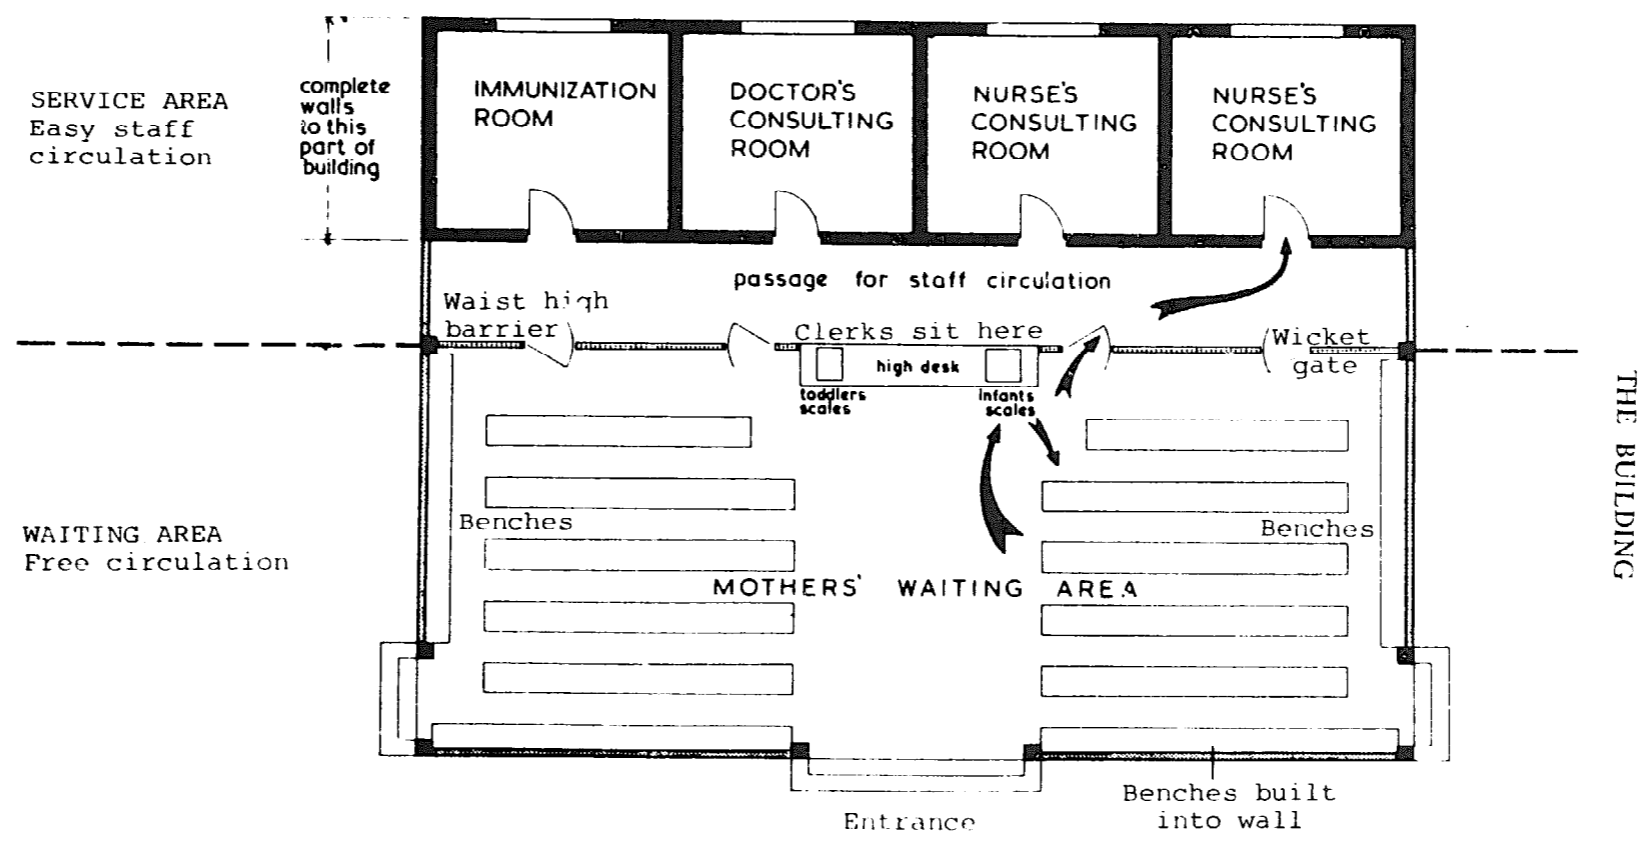 SERVICE AREA
Easy staff
circulation
complete
walls
to this
part of
building
IMMUNIZATION
ROOM
DOCTOR'S
CONSULTING
ROOM
NURSE'S
CONSULTING
ROOM
NURSE'S
CONSULTING
ROOM
passage for staff circulation
Waist high
barrier
Clerks sit here
Wicket
gate
high desk
toddlers
scales
infants
scales
THE BUILDING
WAITING AREA
Free circulation
Benches
Benches
MOTHERS' WAITING AREA
Entrance
Benches built
into wall